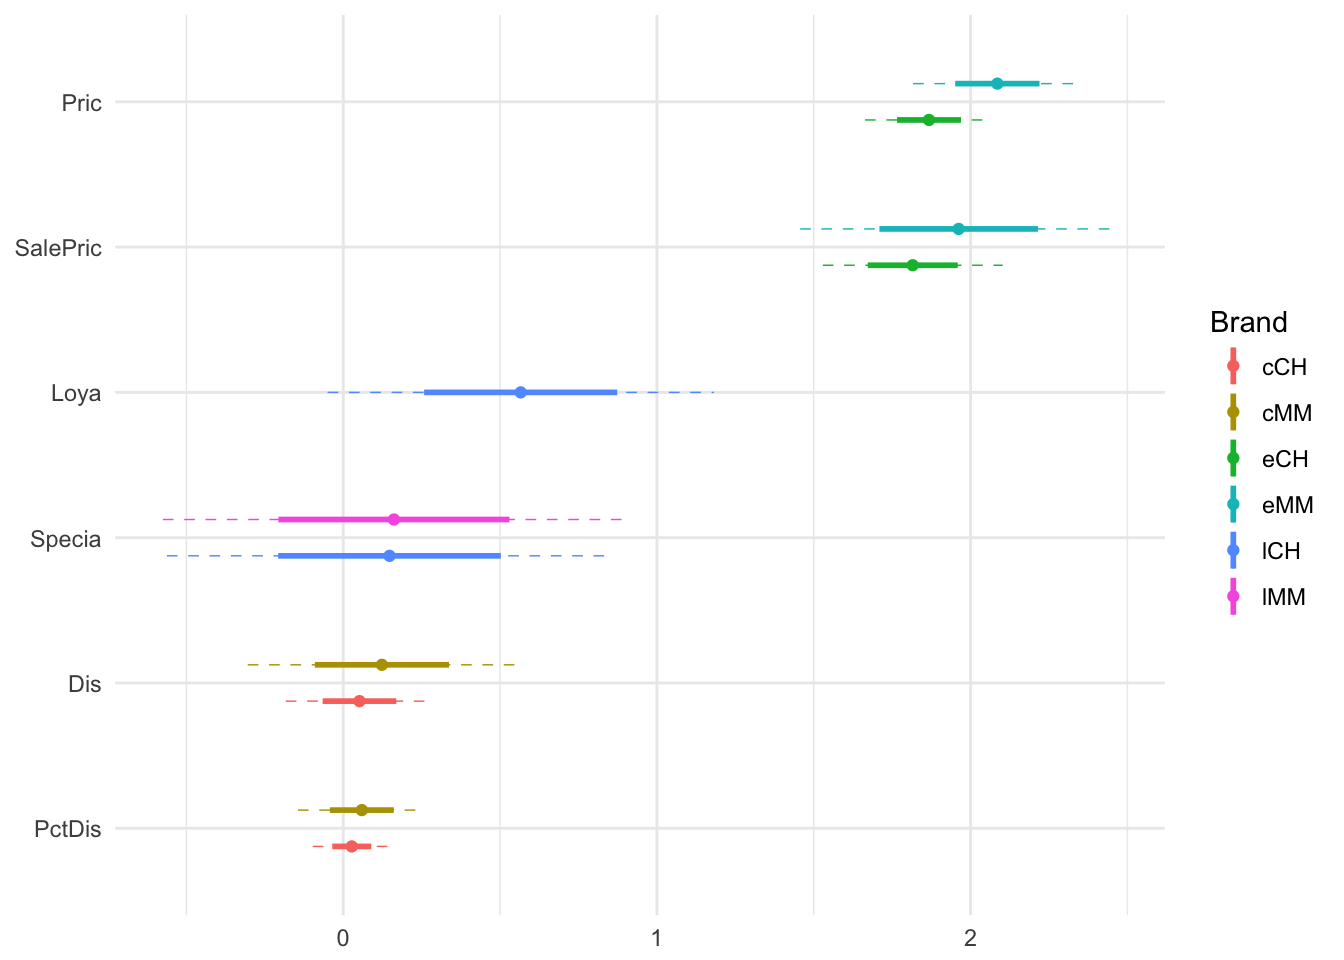 Pric
SalePric
Loya
Specia
Dis
PctDis
0
1
2
Brand
cCH
cMM
eCH
eMM
lCH
lMM